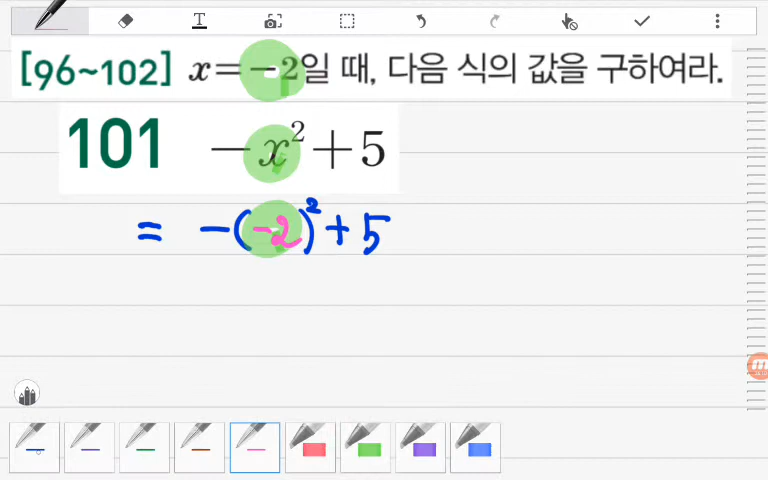 [96~102] x=-2일 때, 다음 식의 값을 구하여라.
101 -x²+5
= -(-2)²+5